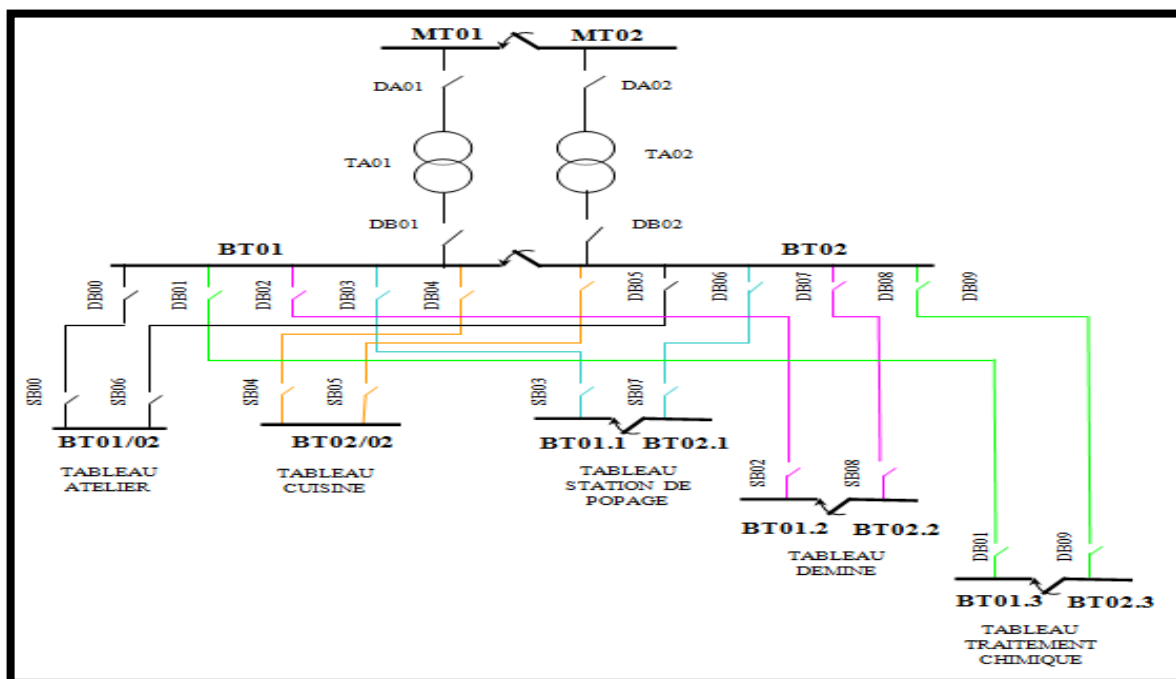 MT01 MT02
DA01 DA02
TA01 TA02
DB01 DB02
BT01 BT02
DB00 DB01 DB02 DB03 DB04 DB05 DB06 DB07 DB08 DB09
SB00 SB06 SB04 SB05 SB03 SB07
BT01/02 BT02/02 BT01.1 BT02.1
TABLEAU
ATELIER
TABLEAU
CUISINE
TABLEAU
STATION DE
POPAGE
SB02 SB08
BT01.2 BT02.2
TABLEAU
DEMINE
DB01 DB09
BT01.3 BT02.3
TABLEAU
TRAITEMENT
CHIMIQUE